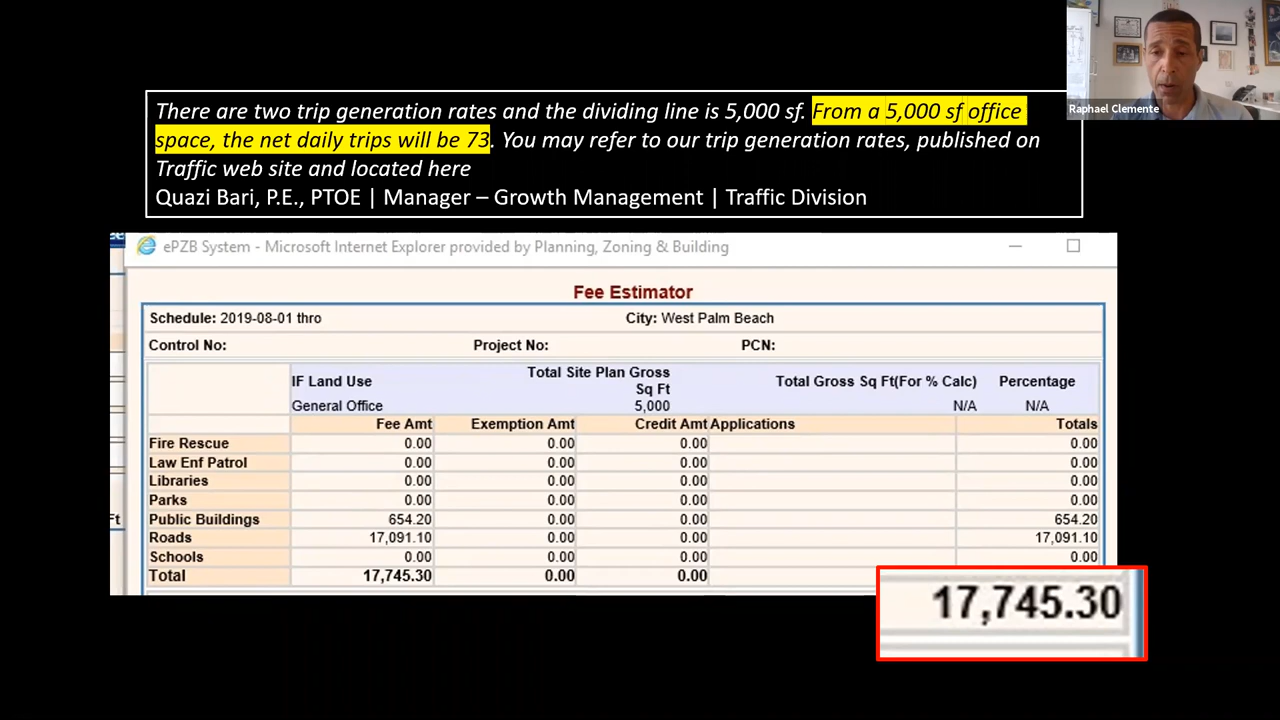 Raphael Clemente
There are two trip generation rates and the dividing line is 5,000 sf. From a 5,000 sf office
space, the net daily trips will be 73. You may refer to our trip generation rates, published on
Traffic web site and located here
Quazi Bari, P.E., PTOE | Manager – Growth Management | Traffic Division
ePZB System - Microsoft Internet Explorer provided by Planning, Zoning & Building
Fee Estimator
Schedule: 2019-08-01 thro City: West Palm Beach
Control No: Project No: PCN:
IF Land Use Total Site Plan Gross Sq Ft Total Gross Sq Ft(For % Calc) Percentage
General Office 5,000 N/A N/A
Fee Amt Exemption Amt Credit Amt Applications Totals
Fire Rescue 0.00 0.00 0.00 0.00
Law Enf Patrol 0.00 0.00 0.00 0.00
Libraries 0.00 0.00 0.00 0.00
Parks 0.00 0.00 0.00 0.00
Public Buildings 654.20 0.00 0.00 654.20
Ft
Roads 17,091.10 0.00 0.00 17,091.10
Schools 0.00 0.00 0.00 0.00
Total 17,745.30 0.00 0.00
17,745.30